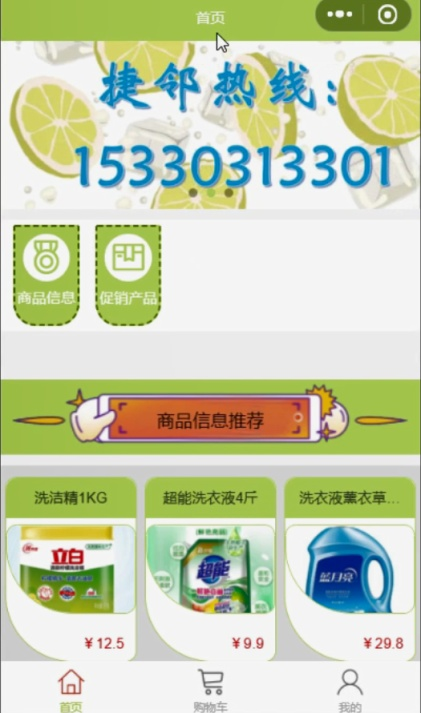 首页
捷邻热线：
15330313301
商品信息
促销产品
商品信息推荐
洗洁精1KG
超能洗衣液4斤
洗衣液薰衣草...
立白
超能
蓝月亮
￥12.5
￥9.9
￥29.8
首页
购物车
我的